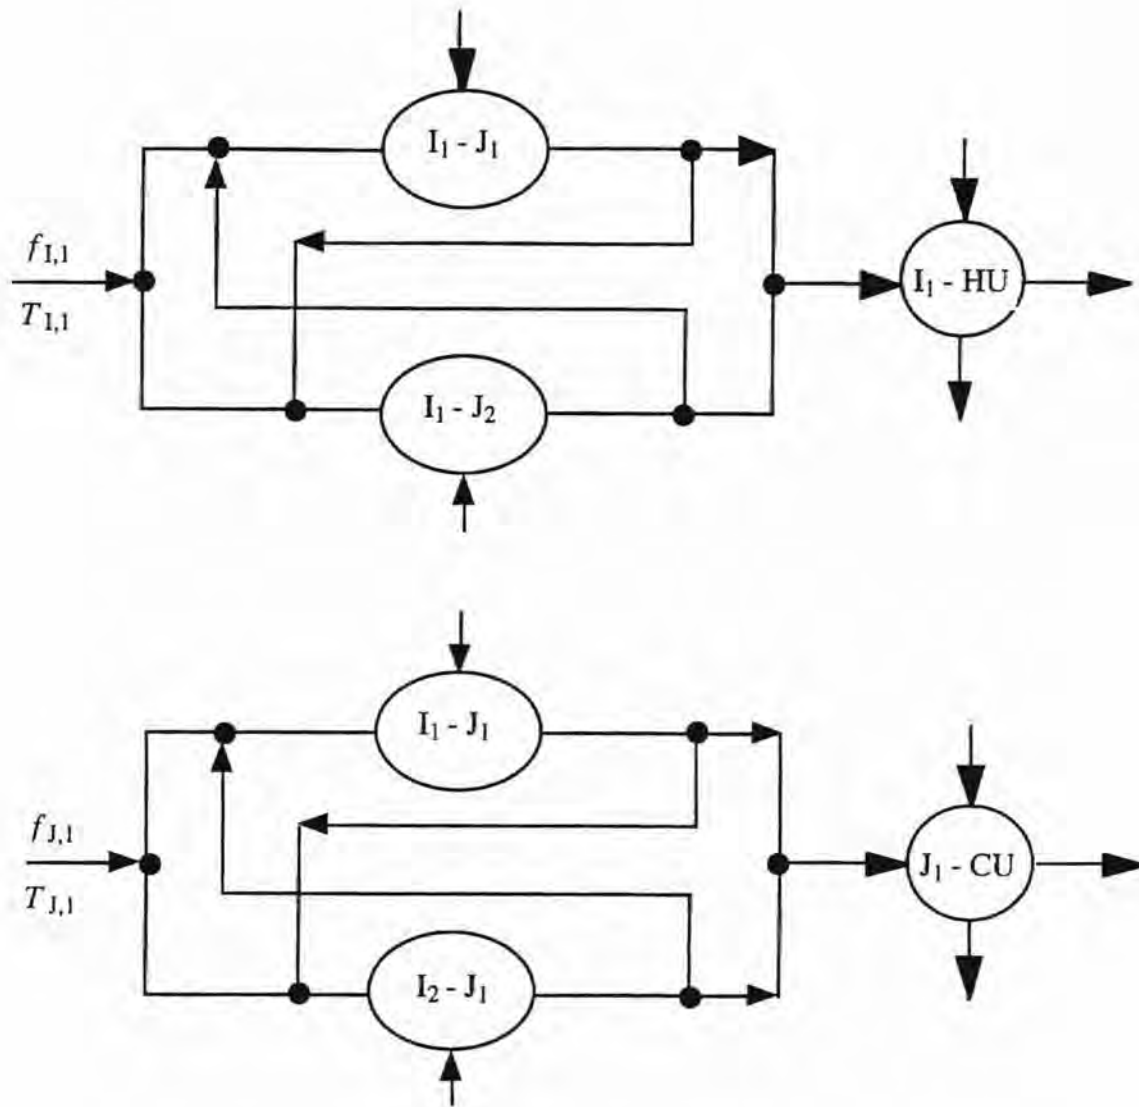 I₁ - J₁
f I,1
T I,1
I₁ - HU
I₁ - J₂
I₁ - J₁
f J,1
T J,1
J₁ - CU
I₂ - J₁